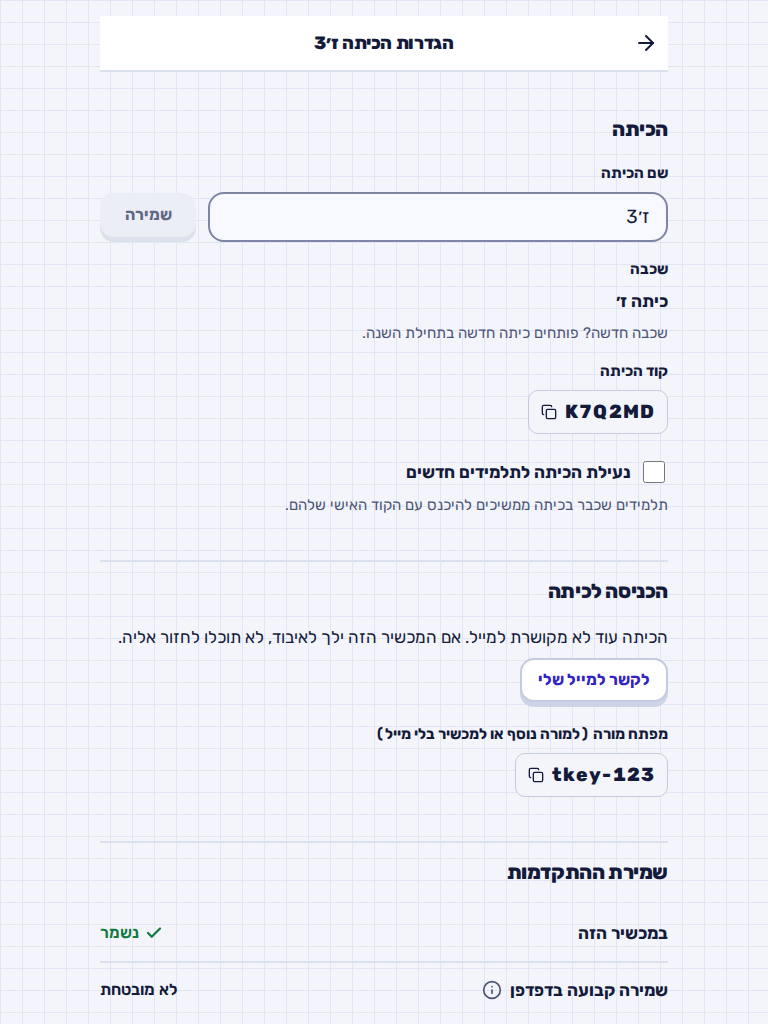 הגדרות הכיתה ז׳3
הכיתה
שם הכיתה
ז׳3
שמירה
שכבה
כיתה ז׳
שכבה חדשה? פותחים כיתה חדשה בתחילת השנה.
קוד הכיתה
K7Q2MD
נעילת הכיתה לתלמידים חדשים
תלמידים שכבר בכיתה ממשיכים להיכנס עם הקוד האישי שלהם.
הכניסה לכיתה
הכיתה עוד לא מקושרת למייל. אם המכשיר הזה ילך לאיבוד, לא תוכלו לחזור אליה.
לקשר למייל שלי
מפתח מורה (למורה נוסף או למכשיר בלי מייל)
tkey-123
שמירת ההתקדמות
במכשיר הזה
נשמר
שמירה קבועה בדפדפן
לא מובטחת